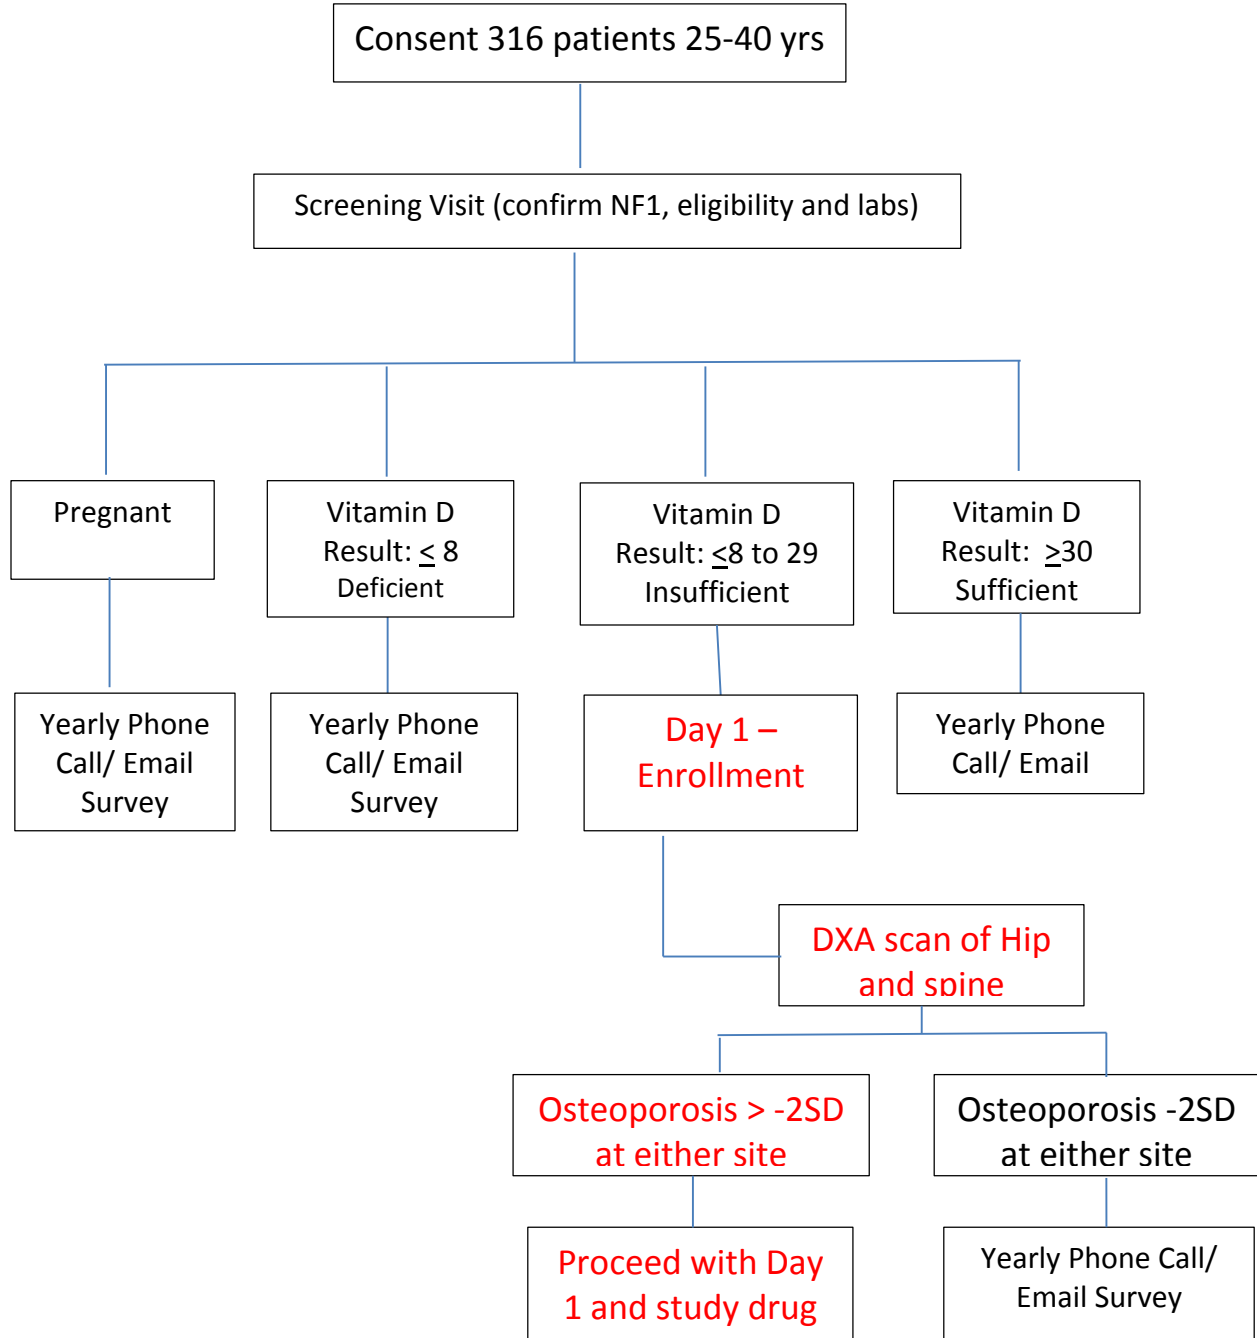 Consent 316 patients 25-40 yrs
Screening Visit (confirm NF1, eligibility and labs)
Pregnant
Vitamin D
Result: ≤ 8
Deficient
Vitamin D
Result: ≤8 to 29
Insufficient
Vitamin D
Result: ≥30
Sufficient
Yearly Phone
Call/ Email
Survey
Yearly Phone
Call/ Email
Survey
Day 1 –
Enrollment
Yearly Phone
Call/ Email
DXA scan of Hip
and spine
Osteoporosis > -2SD
at either site
Osteoporosis -2SD
at either site
Proceed with Day
1 and study drug
Yearly Phone Call/
Email Survey